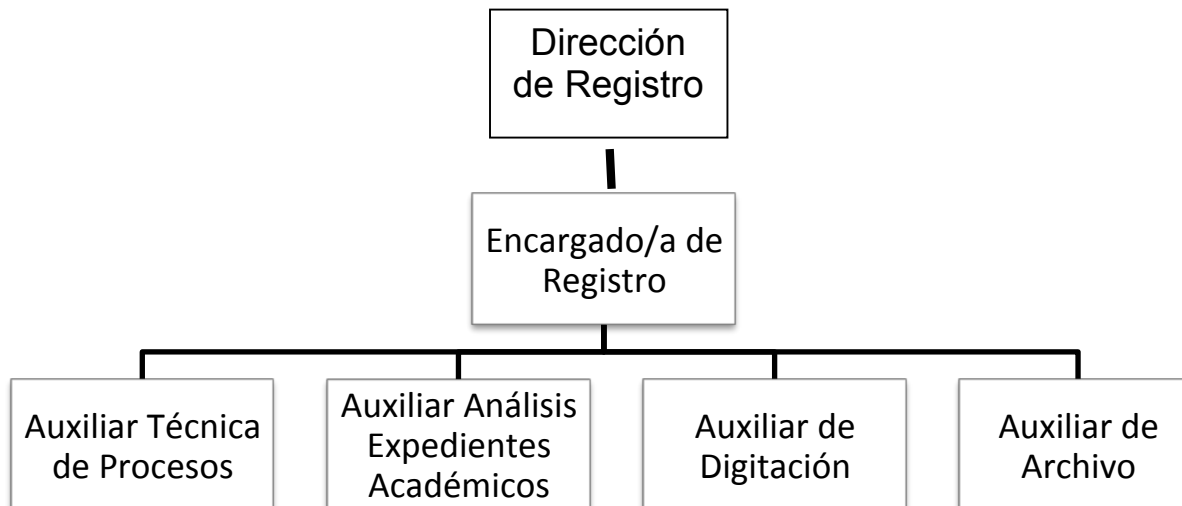 Dirección
de Registro
Encargado/a de
Registro
Auxiliar Técnica
de Procesos
Auxiliar Análisis
Expedientes
Académicos
Auxiliar de
Digitación
Auxiliar de
Archivo